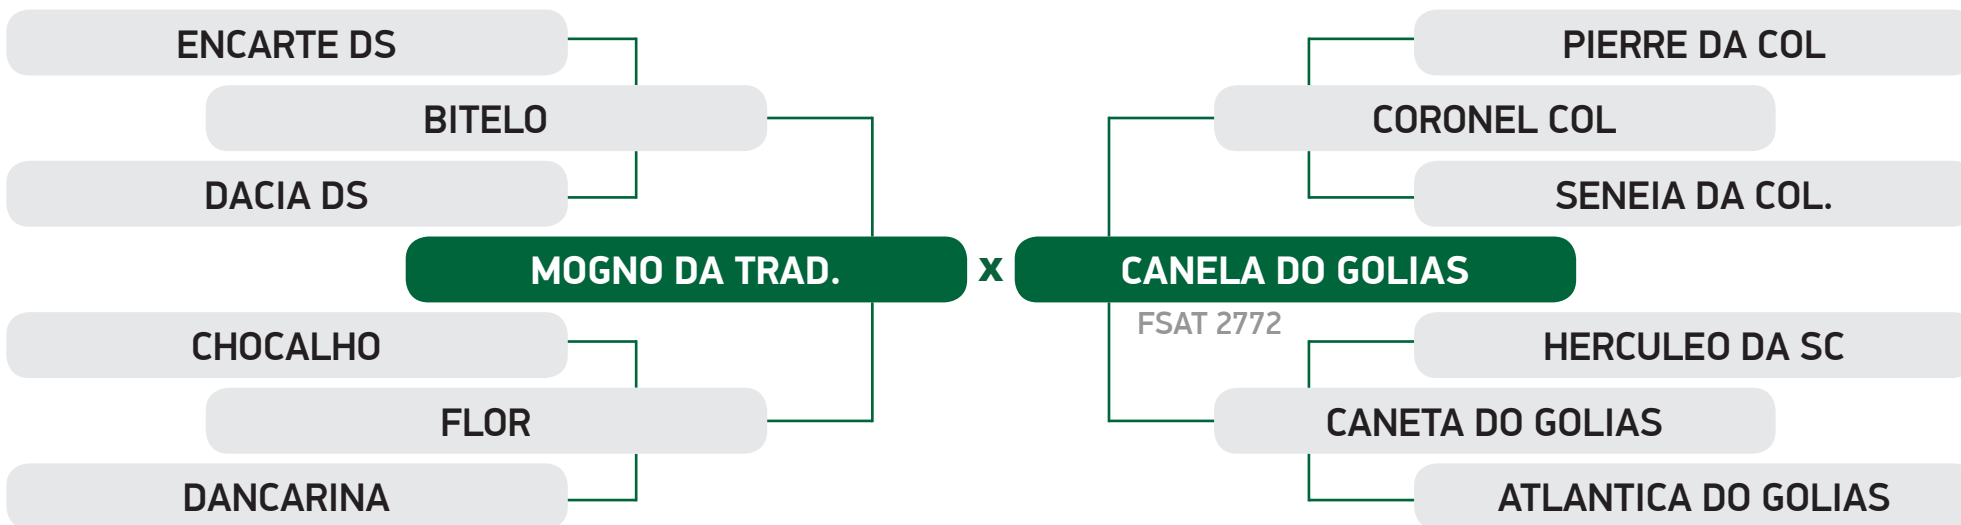 ENCARTE DS
PIERRE DA COL
BITELO
CORONEL COL
DACIA DS
SENEIA DA COL.
MOGNO DA TRAD. x CANELA DO GOLIAS
FSAT 2772
CHOCALHO
HERCULEO DA SC
FLOR
CANETA DO GOLIAS
DANCARINA
ATLANTICA DO GOLIAS